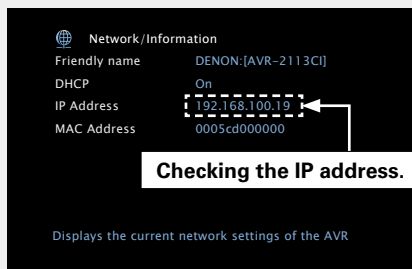 Network/Information
Friendly name DENON:[AVR-2113CI]
DHCP On
IP Address 192.168.100.19
MAC Address 0005cd000000
Checking the IP address.
Displays the current network settings of the AVR